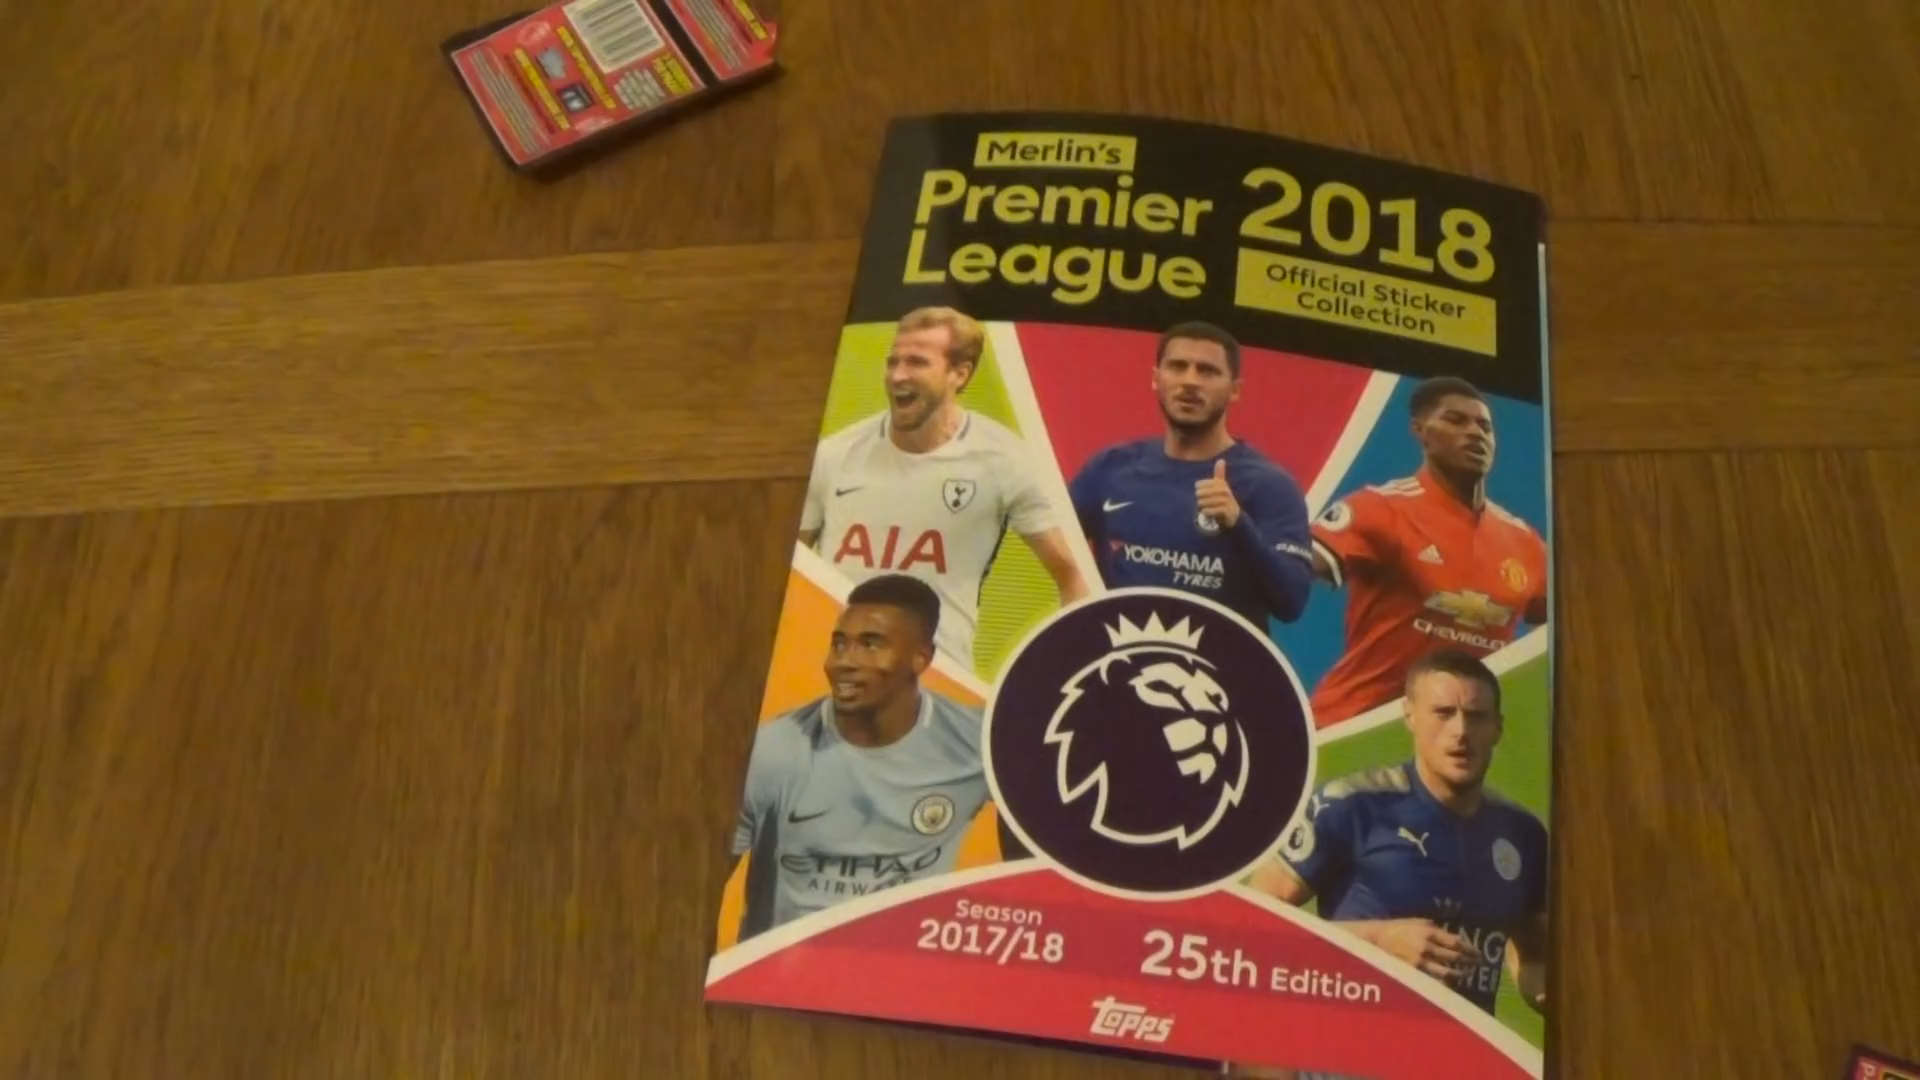 Merlin's
Premier
League
2018
Official Sticker
Collection
AIA
YOKOHAMA
TYRES
CHEVROLET
ETIHAD
AIRWAYS
Season
2017/18
25th Edition
topps